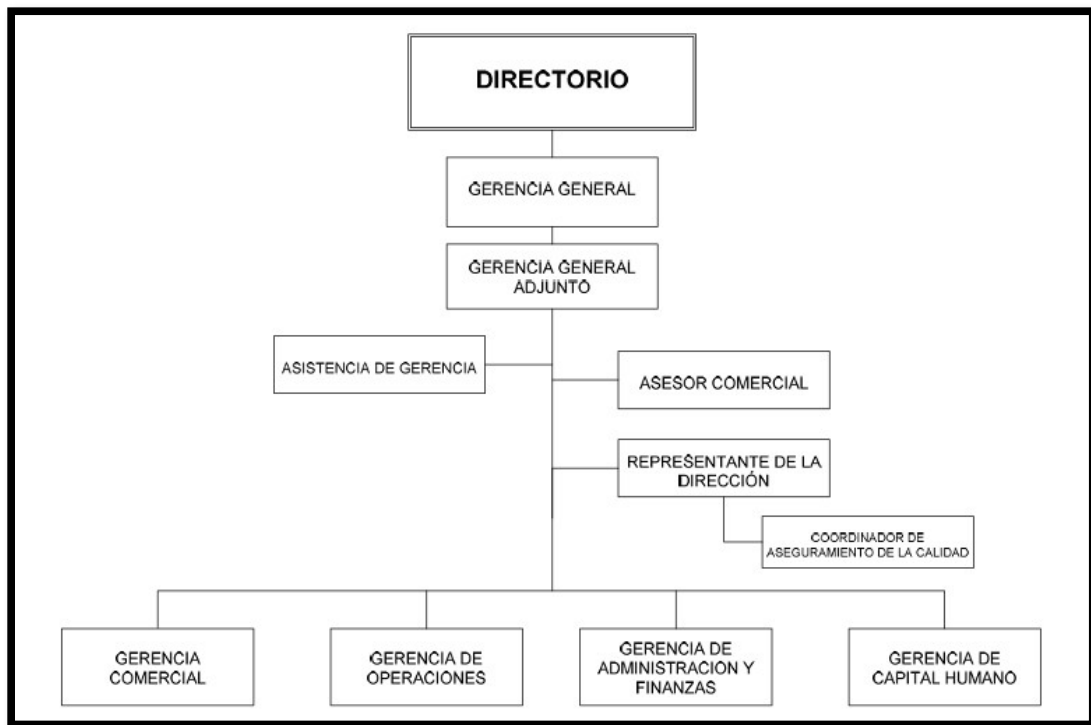 DIRECTORIO
GERENCIA GENERAL
GERENCIA GENERAL
ADJUNTO
ASISTENCIA DE GERENCIA
ASESOR COMERCIAL
REPRESENTANTE DE LA
DIRECCIÓN
COORDINADOR DE
ASEGURAMIENTO DE LA CALIDAD
GERENCIA
COMERCIAL
GERENCIA DE
OPERACIONES
GERENCIA DE
ADMINISTRACION Y
FINANZAS
GERENCIA DE
CAPITAL HUMANO